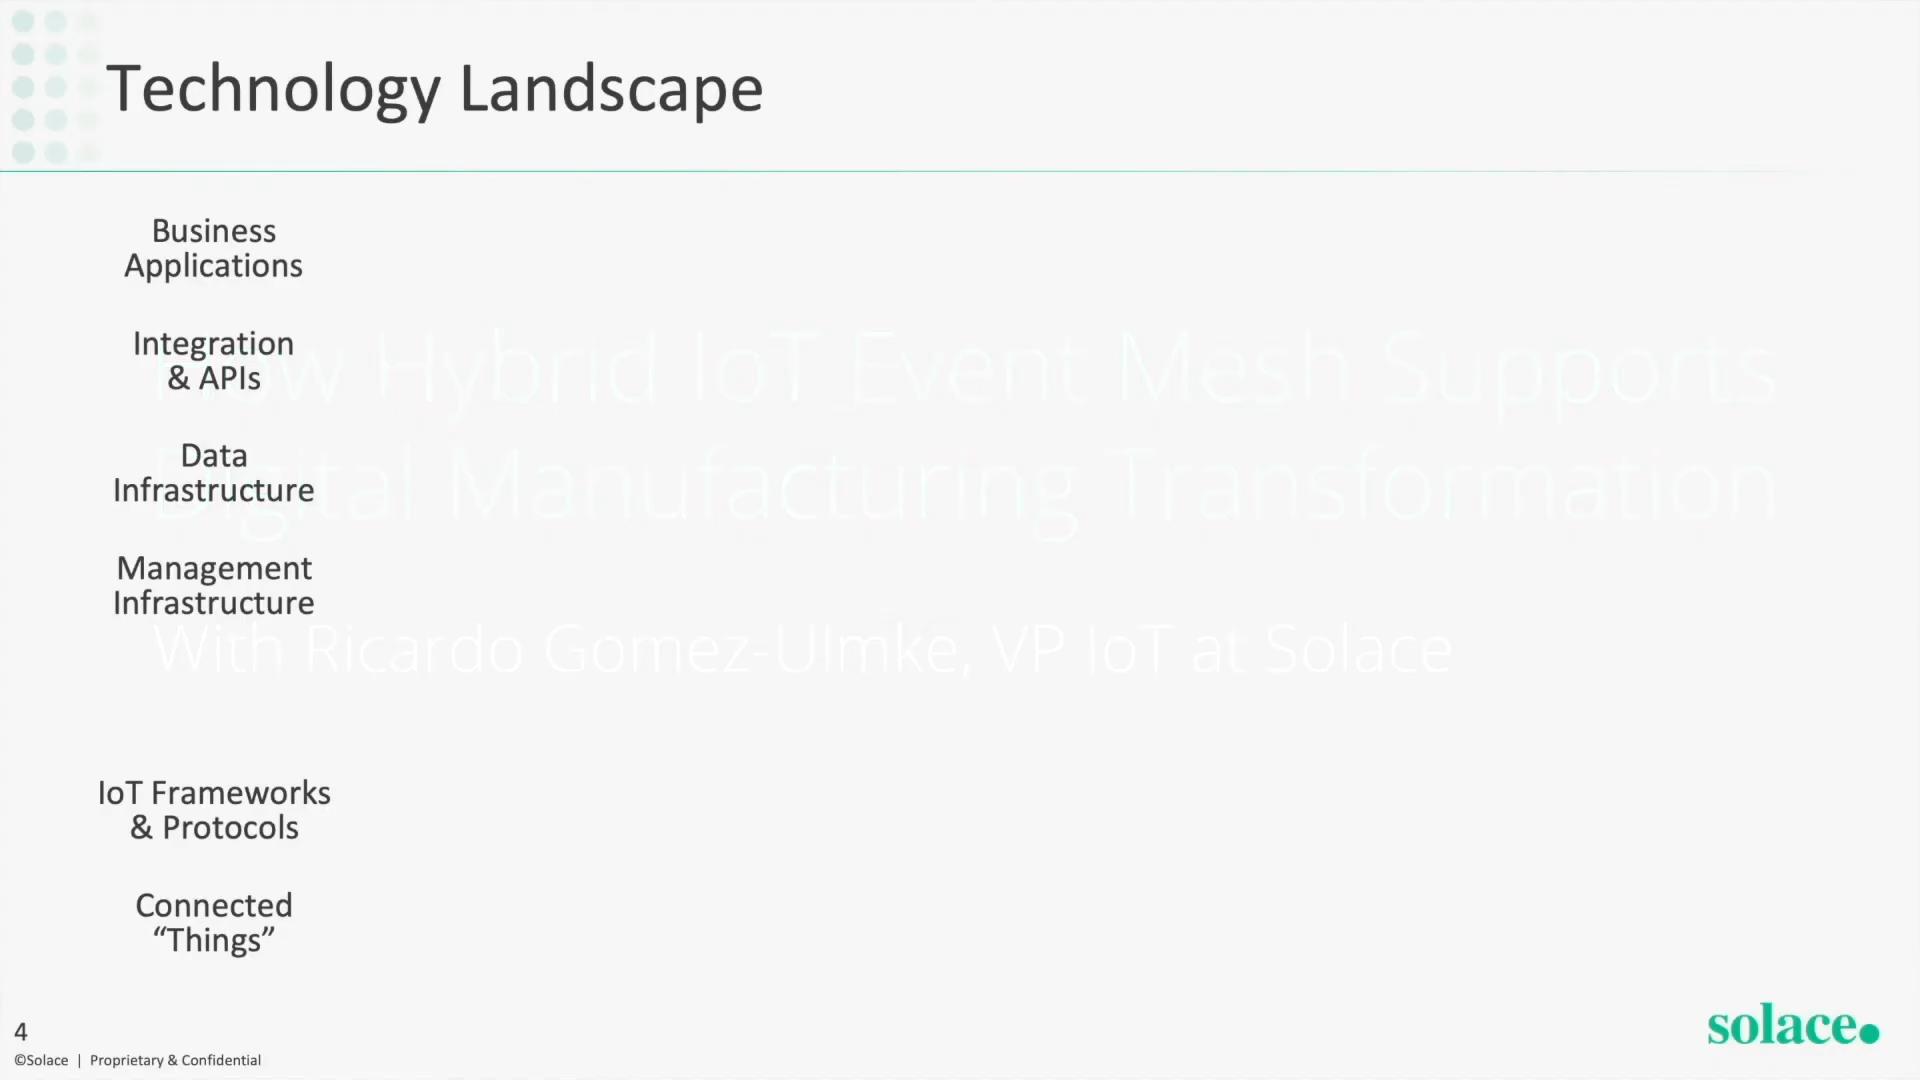 Technology Landscape
Business
Applications
Integration
& APIs
How Hybrid IoT Event Mesh Supports
Data
Infrastructure
Digital Manufacturing Transformation
Management
Infrastructure
With Ricardo Gomez-Ulmke, VP IoT at Solace
IoT Frameworks
& Protocols
Connected
“Things”
4
©Solace | Proprietary & Confidential
solace.